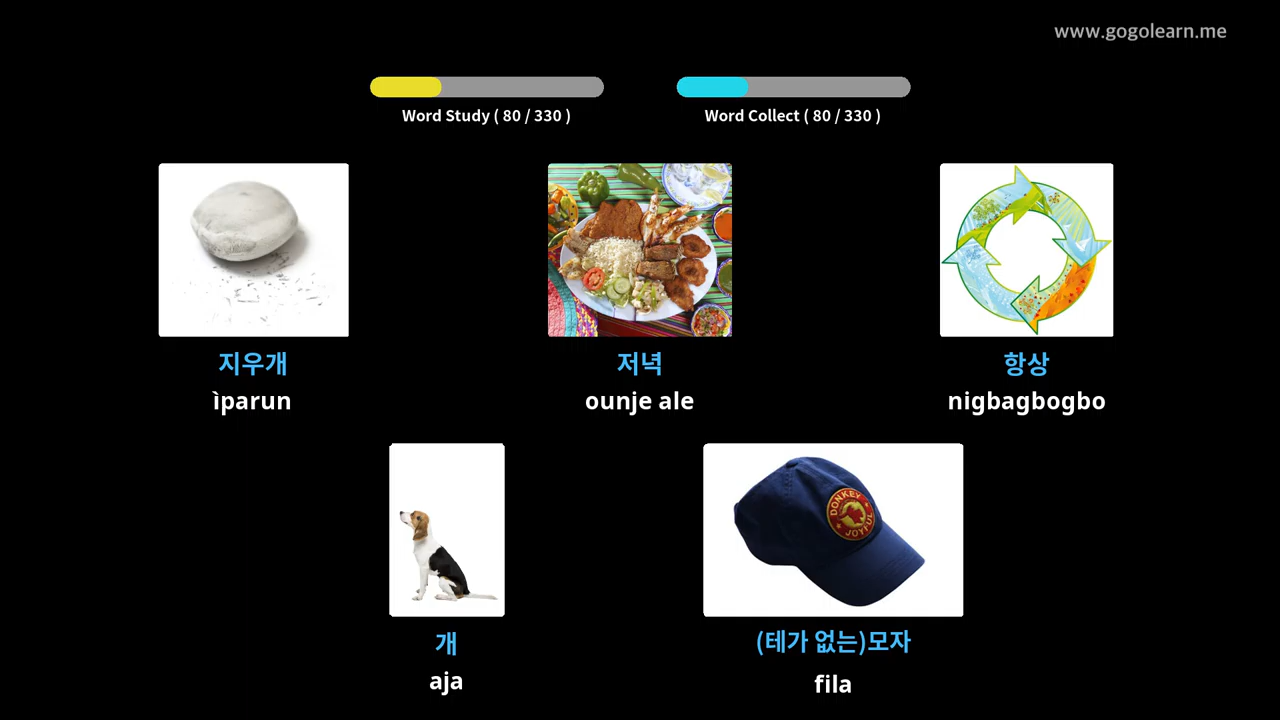 www.gogolearn.me
Word Study ( 80 / 330 )
Word Collect ( 80 / 330 )
지우개
ìparun
저녁
ounje ale
항상
nigbagbogbo
개
aja
DONKEY
JOYFUL
(테가 없는)모자
fila